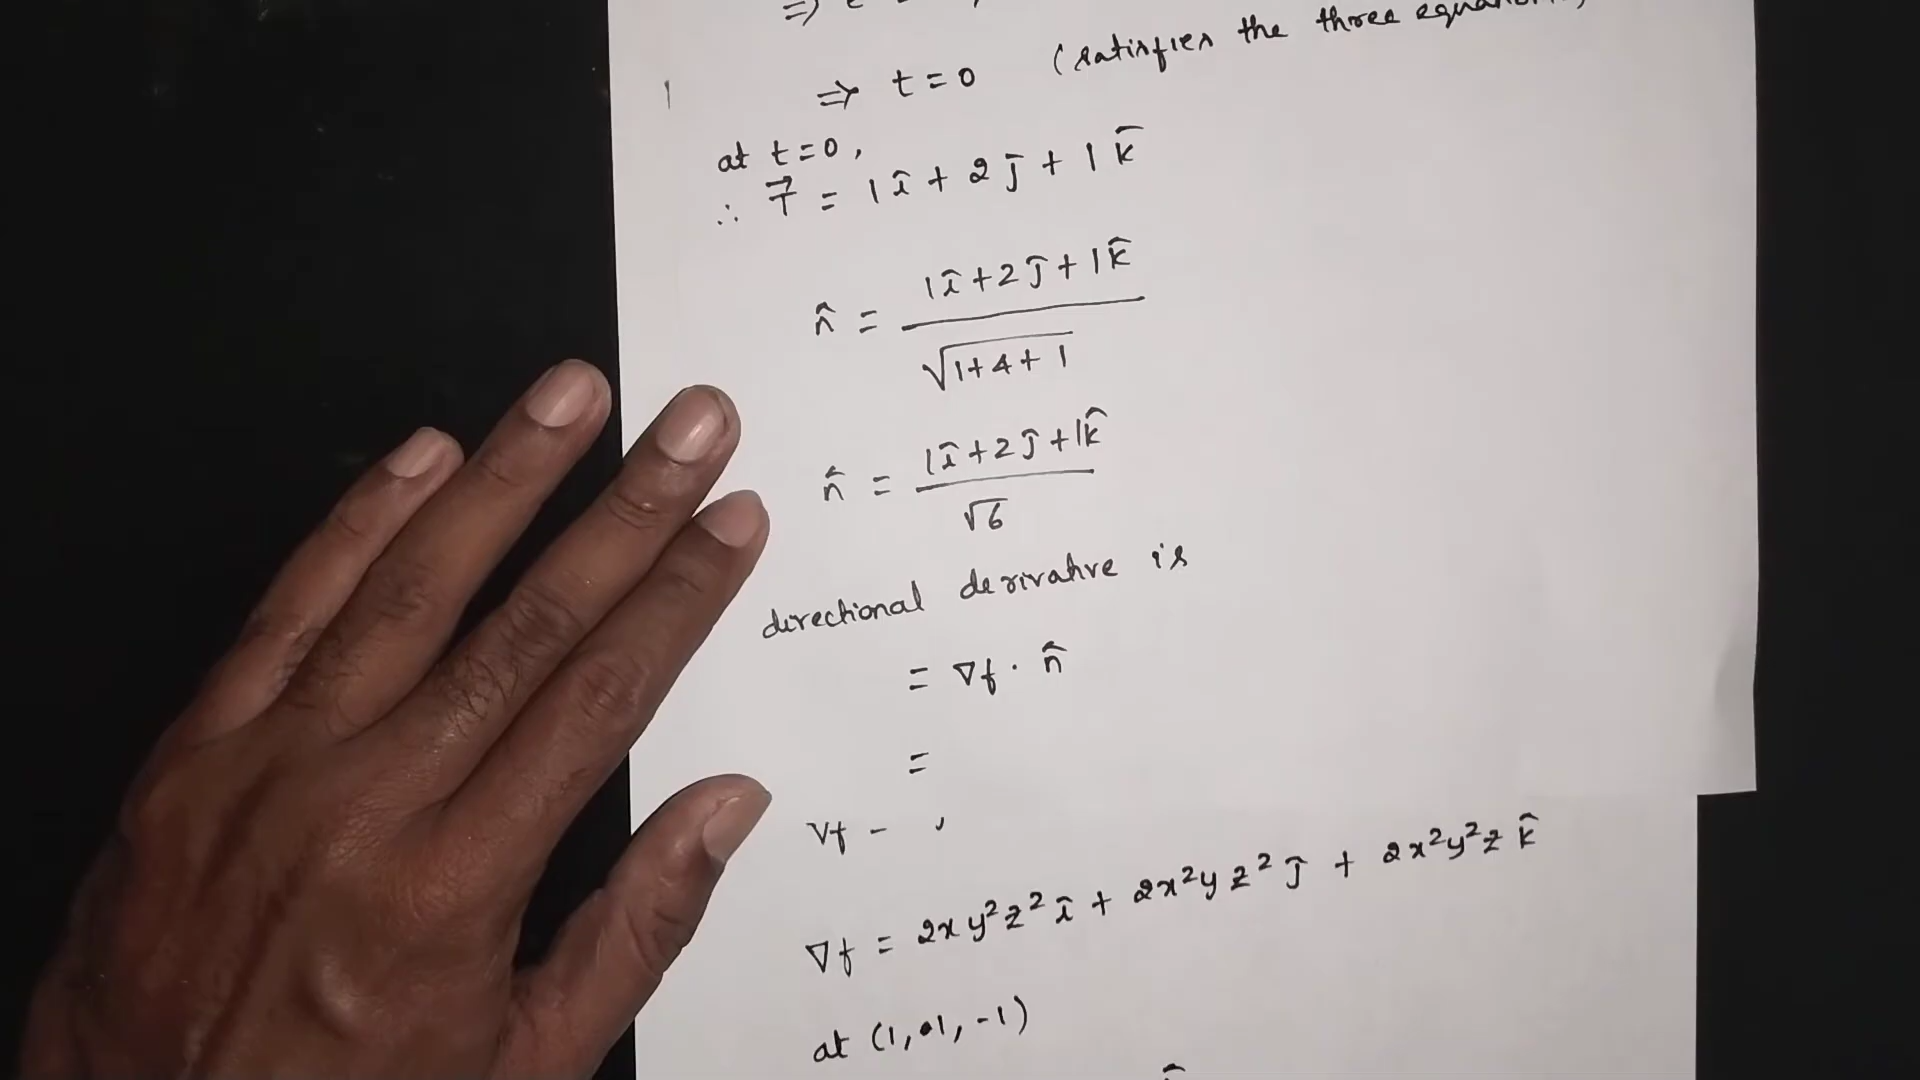 ⇒ t = 0 (satisfies the three
at t=0,
∴ T⃗ = 1î + 2ĵ + 1k̂
n̂ = 1î+2ĵ+1k̂ / √1+4+1
n̂ = 1î+2ĵ+1k̂ / √6
directional derivative is
= ∇f · n̂
=
∇f =
∇f = 2xy²z² î + 2x²yz² ĵ + 2x²y²z k̂
at (1, 1, -1)